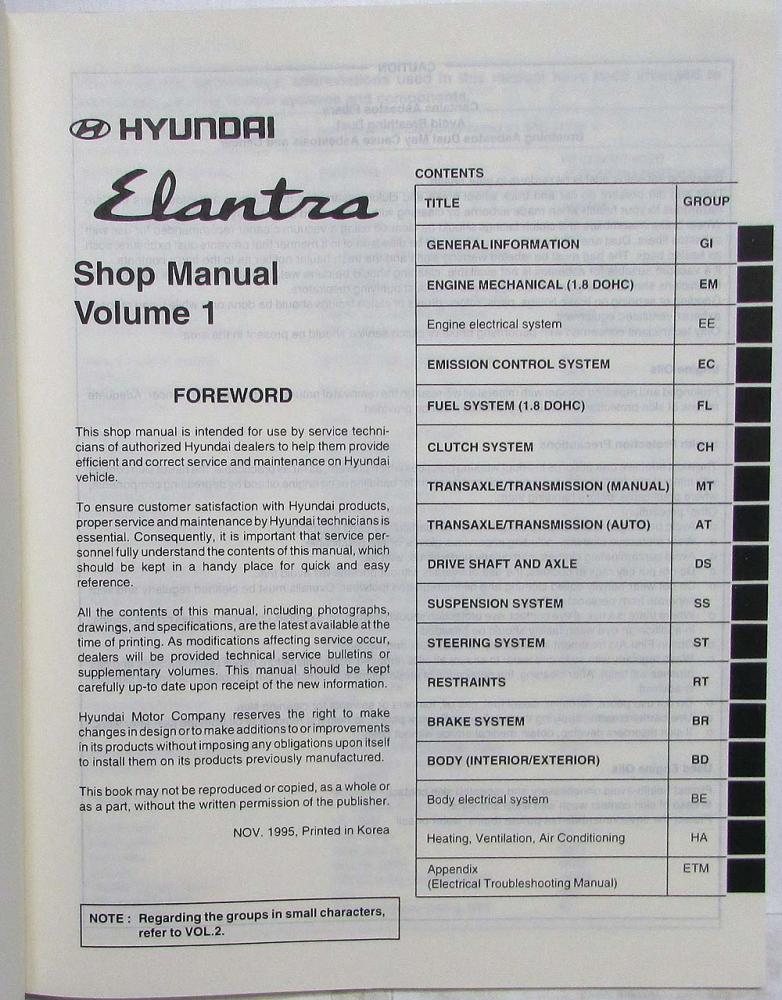 HYUNDAI
Elantra
Shop Manual
Volume 1
FOREWORD
This shop manual is intended for use by service techni-
cians of authorized Hyundai dealers to help them provide
efficient and correct service and maintenance on Hyundai
vehicle.
To ensure customer satisfaction with Hyundai products,
proper service and maintenance by Hyundai technicians is
essential. Consequently, it is important that service per-
sonnel fully understand the contents of this manual, which
should be kept in a handy place for quick and easy
reference.
All the contents of this manual, including photographs,
drawings, and specifications, are the latest available at the
time of printing. As modifications affecting service occur,
dealers will be provided technical service bulletins or
supplementary volumes. This manual should be kept
carefully up-to date upon receipt of the new information.
Hyundai Motor Company reserves the right to make
changes in design or to make additions to or improvements
in its products without imposing any obligations upon itself
to install them on its products previously manufactured.
This book may not be reproduced or copied, as a whole or
as a part, without the written permission of the publisher.
NOV. 1995, Printed in Korea
NOTE : Regarding the groups in small characters,
refer to VOL.2.
CONTENTS
TITLE GROUP
GENERAL INFORMATION GI
ENGINE MECHANICAL (1.8 DOHC) EM
Engine electrical system EE
EMISSION CONTROL SYSTEM EC
FUEL SYSTEM (1.8 DOHC) FL
CLUTCH SYSTEM CH
TRANSAXLE/TRANSMISSION (MANUAL) MT
TRANSAXLE/TRANSMISSION (AUTO) AT
DRIVE SHAFT AND AXLE DS
SUSPENSION SYSTEM SS
STEERING SYSTEM ST
RESTRAINTS RT
BRAKE SYSTEM BR
BODY (INTERIOR/EXTERIOR) BD
Body electrical system BE
Heating, Ventilation, Air Conditioning HA
Appendix ETM
(Electrical Troubleshooting Manual)